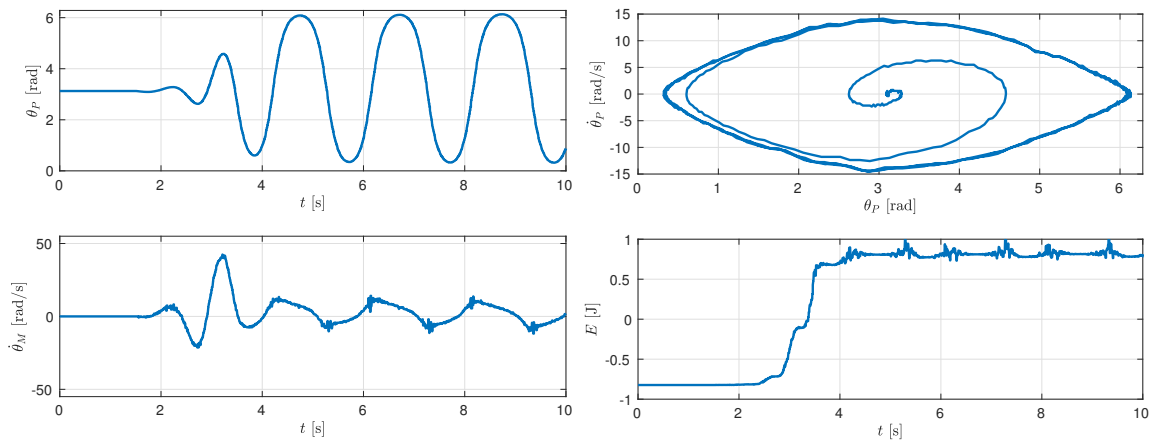 6
4
2
0
θ_P [rad]
0 2 4 6 8 10
t [s]
15
10
5
0
-5
-10
-15
θ̇_P [rad/s]
0 1 2 3 4 5 6
θ_P [rad]
50
0
-50
θ̇_M [rad/s]
0 2 4 6 8 10
t [s]
1
0.5
0
-0.5
-1
E [J]
0 2 4 6 8 10
t [s]